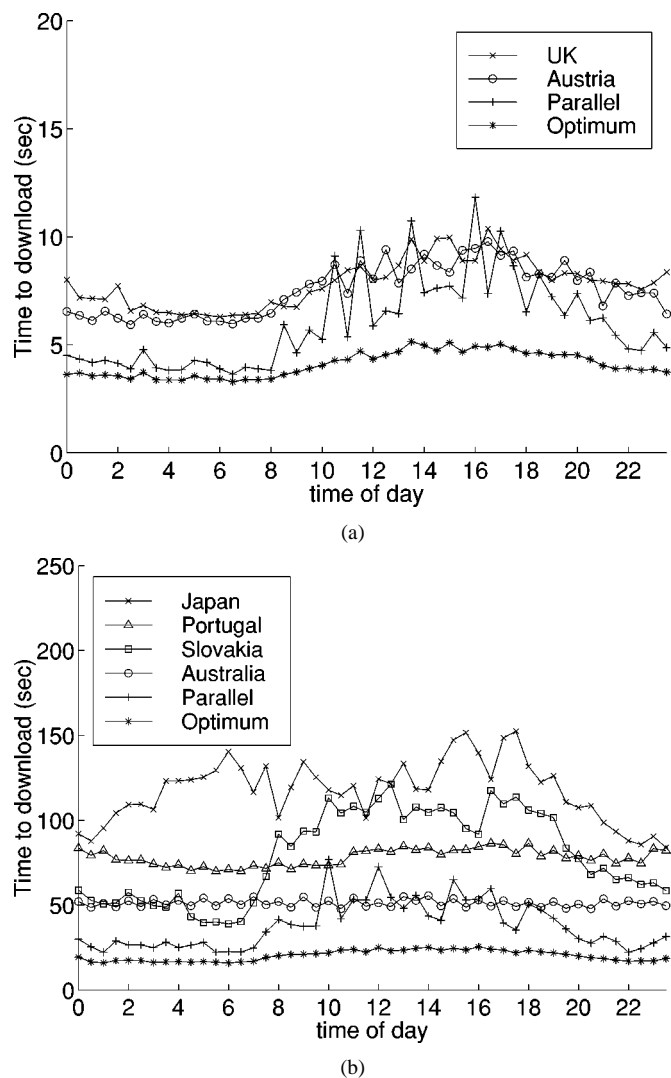 20
15
10
5
0
Time to download (sec)
UK
Austria
Parallel
Optimum
0 2 4 6 8 10 12 14 16 18 20 22
time of day
(a)
250
200
150
100
50
0
Time to download (sec)
Japan
Portugal
Slovakia
Australia
Parallel
Optimum
0 2 4 6 8 10 12 14 16 18 20 22
time of day
(b)